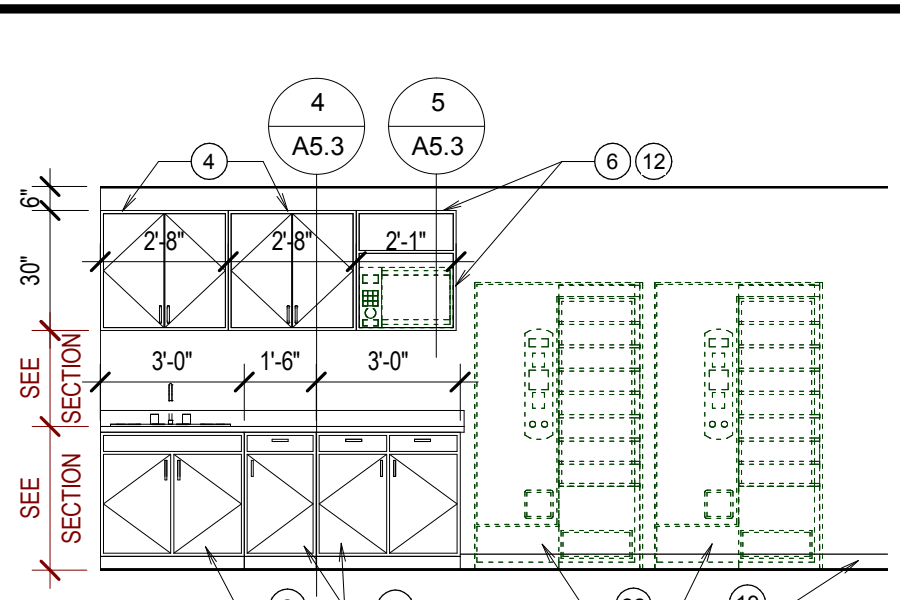 4
A5.3
5
A5.3
4
6
12
6"
30"
2'-8"
2'-8"
2'-1"
SEE
SECTION
3'-0"
1'-6"
3'-0"
SEE
SECTION